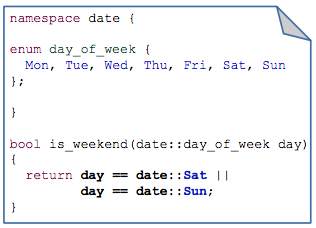 namespace date {
enum day_of_week {
  Mon, Tue, Wed, Thu, Fri, Sat, Sun
};
}
bool is_weekend(date::day_of_week day)
{
  return day == date::Sat ||
         day == date::Sun;
}